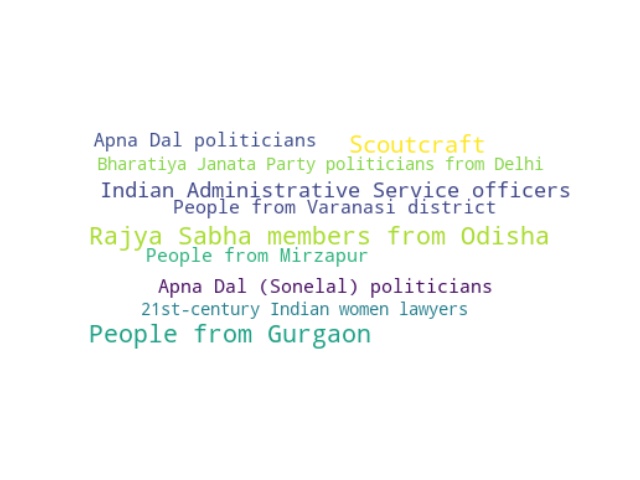 Apna Dal politicians
Scoutcraft
Bharatiya Janata Party politicians from Delhi
Indian Administrative Service officers
People from Varanasi district
Rajya Sabha members from Odisha
People from Mirzapur
Apna Dal (Sonelal) politicians
21st-century Indian women lawyers
People from Gurgaon